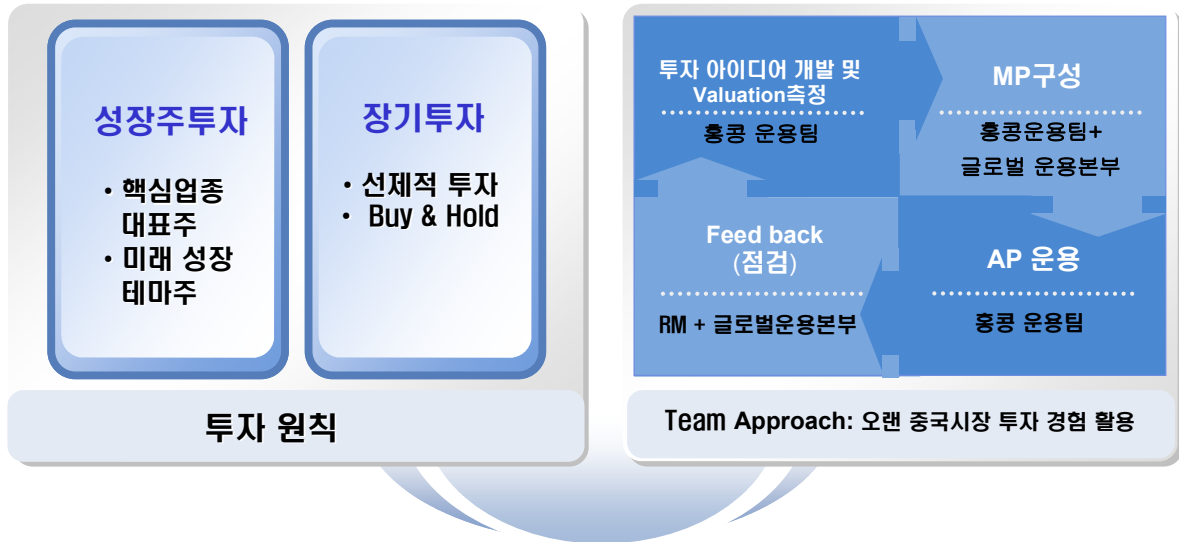 성장주투자
· 핵심업종
대표주
· 미래 성장
테마주
장기투자
· 선제적 투자
· Buy & Hold
투자 원칙
투자 아이디어 개발 및
Valuation측정
홍콩 운용팀
MP구성
홍콩운용팀+
글로벌 운용본부
Feed back
(점검)
RM + 글로벌운용본부
AP 운용
홍콩 운용팀
Team Approach: 오랜 중국시장 투자 경험 활용